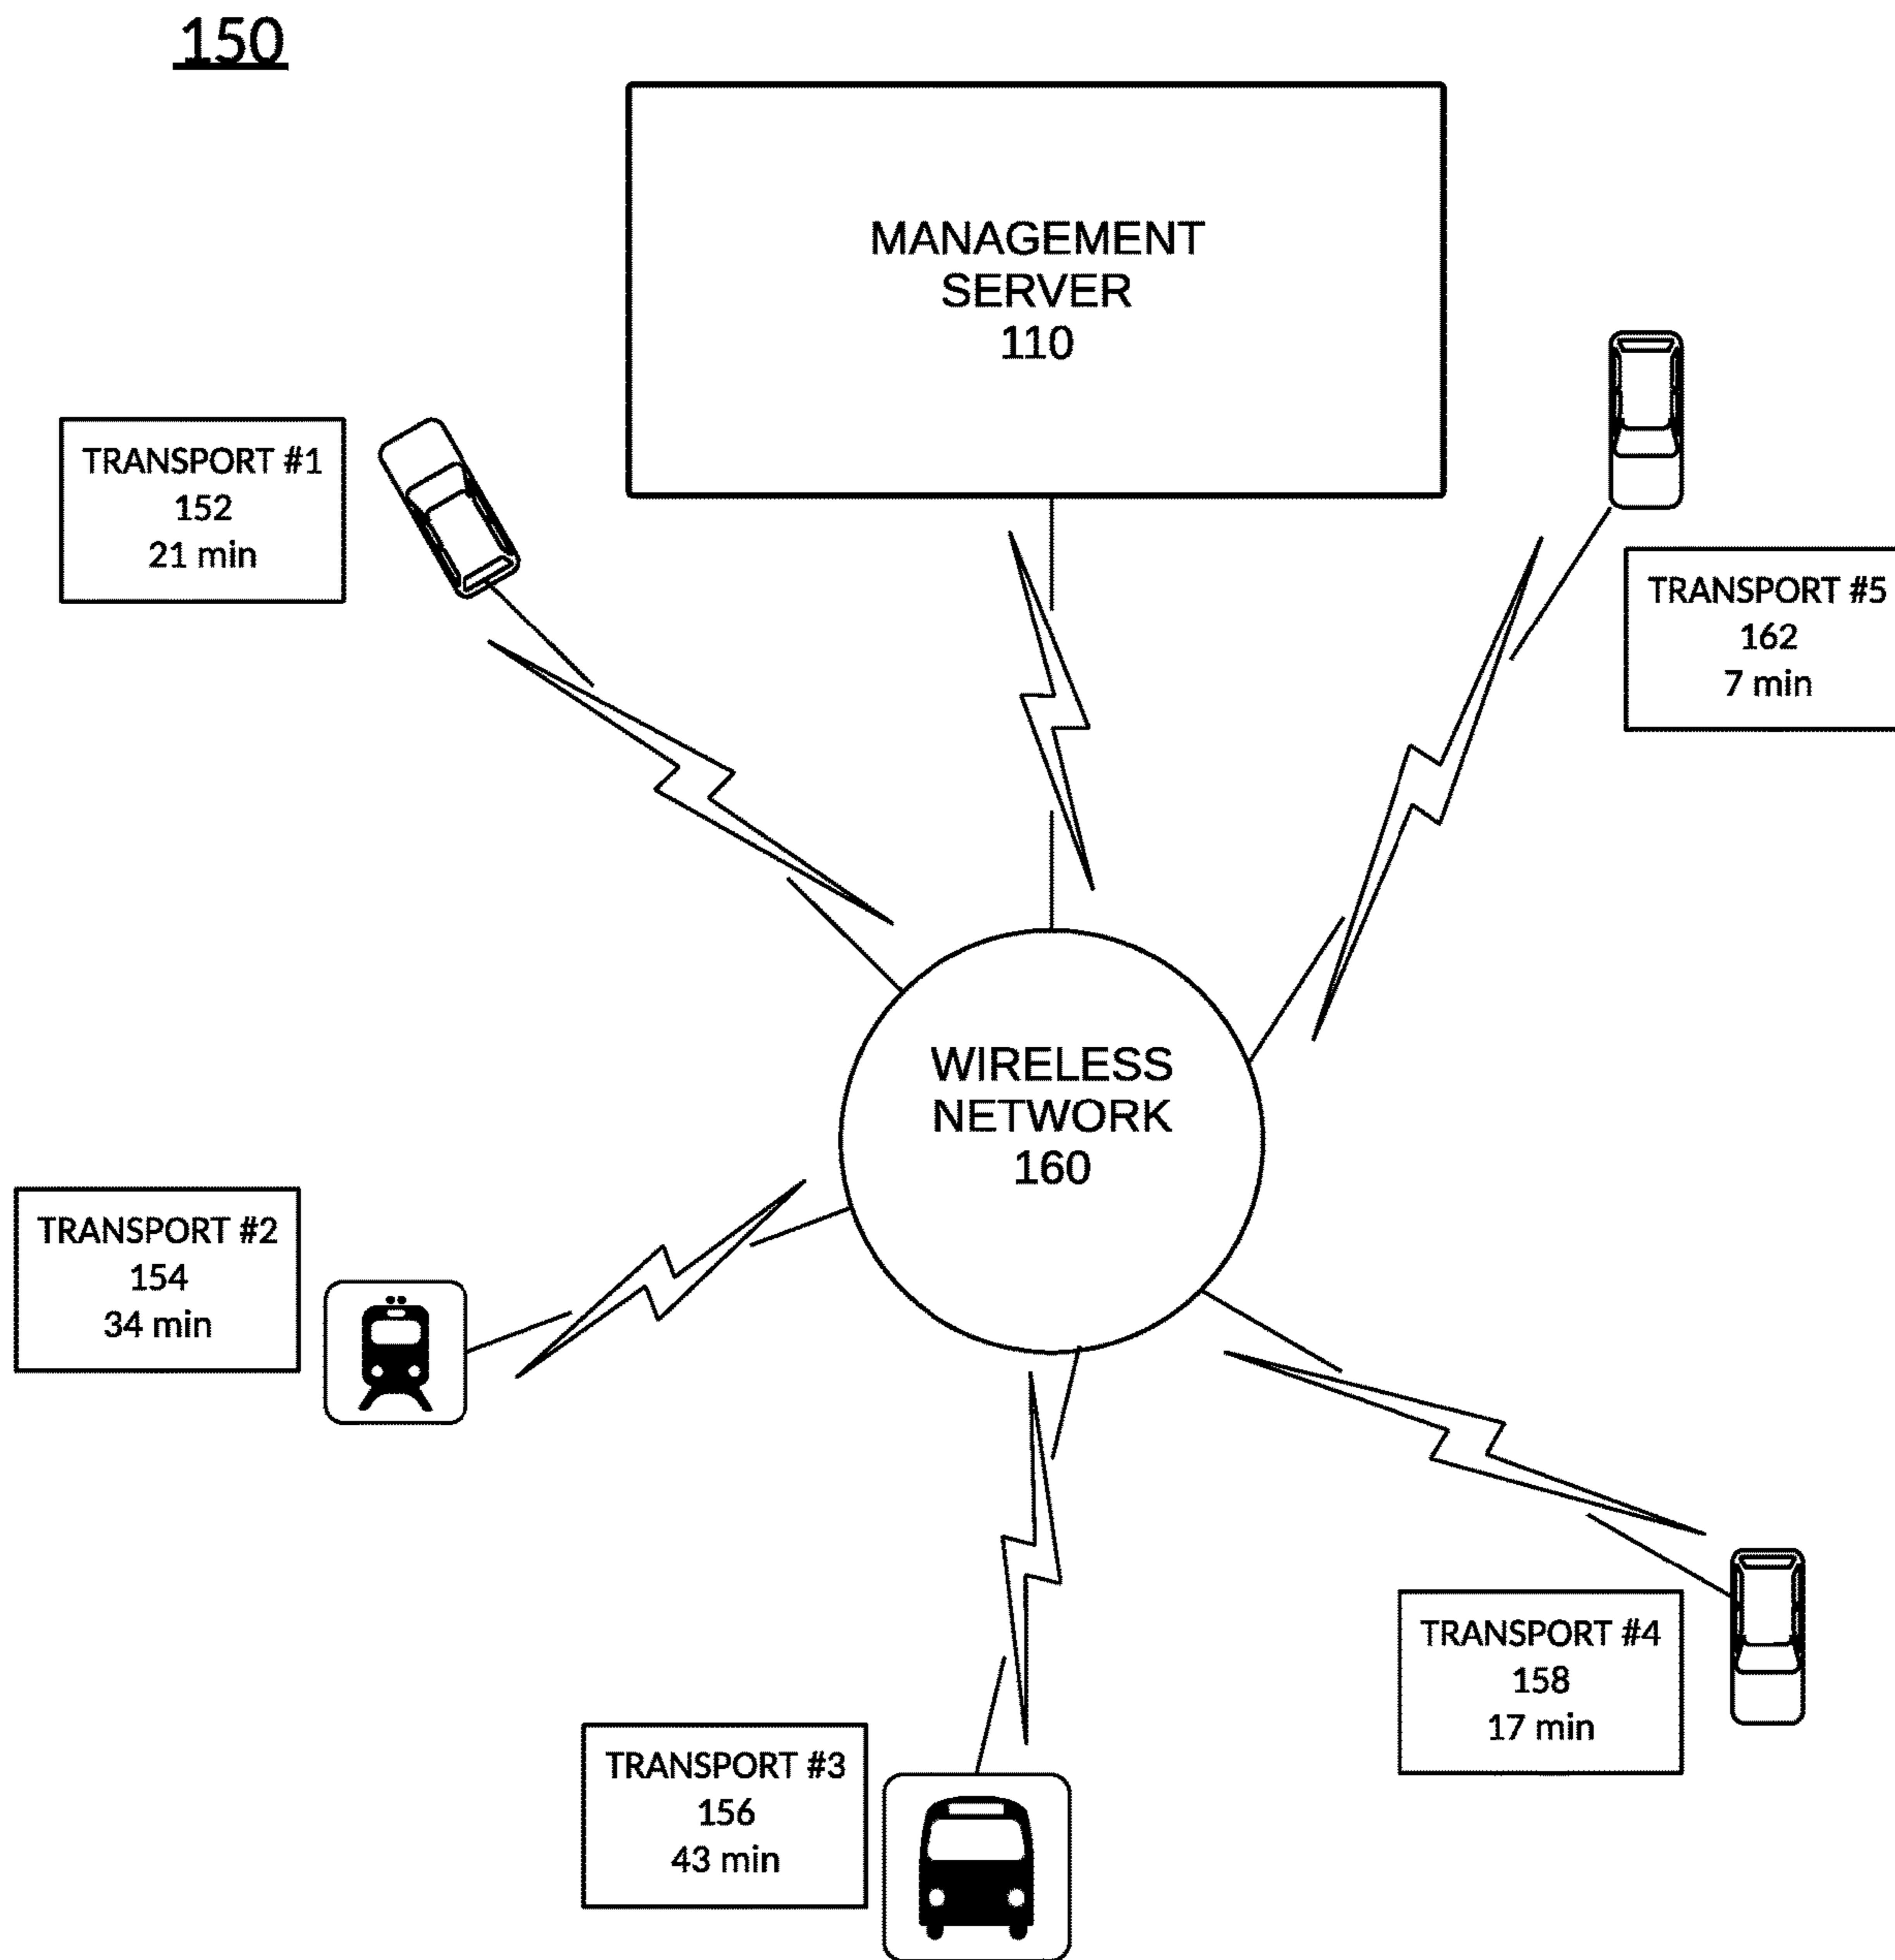 150
MANAGEMENT
SERVER
110
TRANSPORT #1
152
21 min
TRANSPORT #5
162
7 min
WIRELESS
NETWORK
160
TRANSPORT #2
154
34 min
TRANSPORT #4
158
17 min
TRANSPORT #3
156
43 min